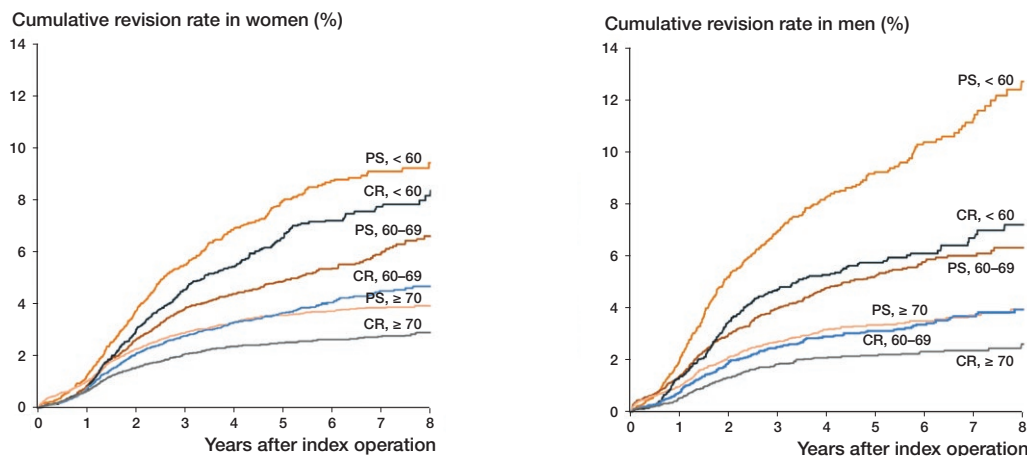 Cumulative revision rate in women (%)
14
12
10
8
6
4
2
0
PS, < 60
CR, < 60
PS, 60–69
CR, 60–69
PS, ≥ 70
CR, ≥ 70
0 1 2 3 4 5 6 7 8
Years after index operation
Cumulative revision rate in men (%)
14
12
10
8
6
4
2
0
PS, < 60
CR, < 60
PS, 60–69
PS, ≥ 70
CR, 60–69
CR, ≥ 70
0 1 2 3 4 5 6 7 8
Years after index operation